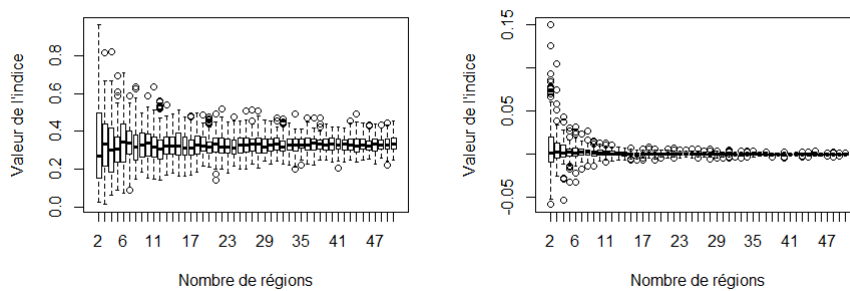 Valeur de l'indice
0.0 0.2 0.4 0.6 0.8
2 6 11 17 23 29 35 41 47
Nombre de régions
Valeur de l'indice
-0.05 0.05 0.15
2 6 11 17 23 29 35 41 47
Nombre de régions